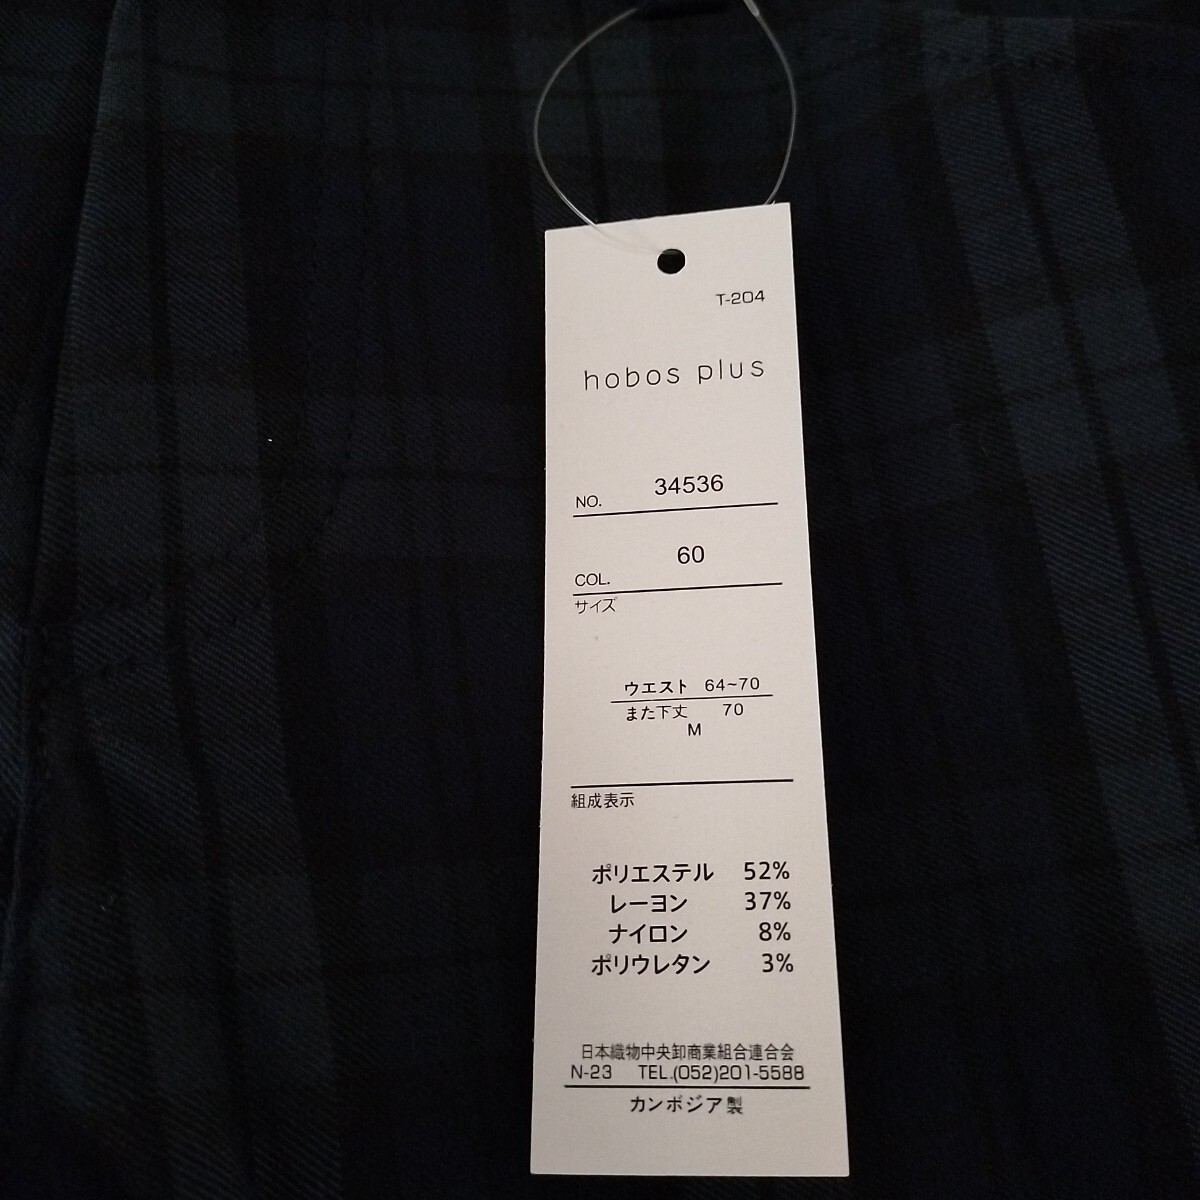 T-204
hobos plus
NO. 34536
COL. 60
サイズ
ウエスト 64~70
また下丈 70
M
組成表示
ポリエステル 52%
レーヨン 37%
ナイロン 8%
ポリウレタン 3%
日本織物中央卸商業組合連合会
N-23 TEL.(052)201-5588
カンボジア製